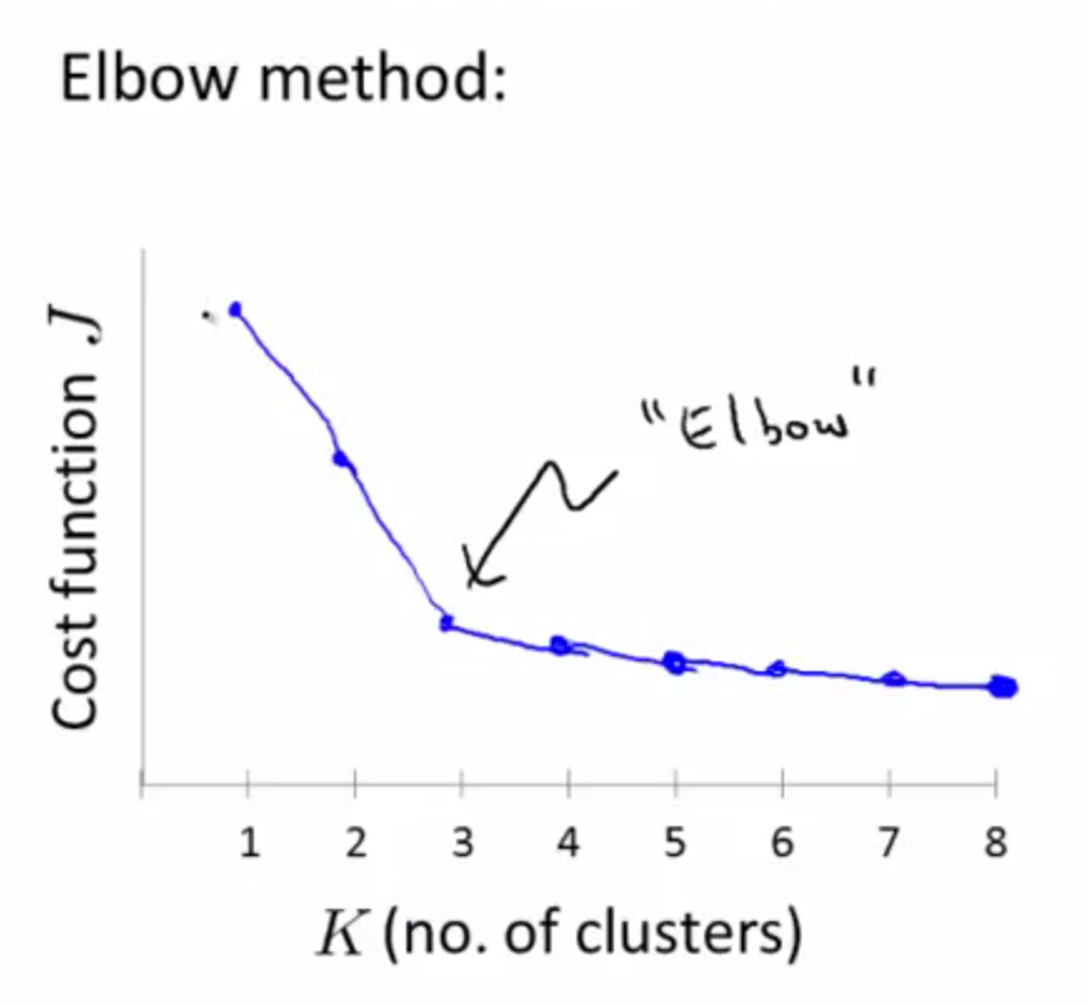 Elbow method:
"Elbow"
Cost function J
1 2 3 4 5 6 7 8
K (no. of clusters)